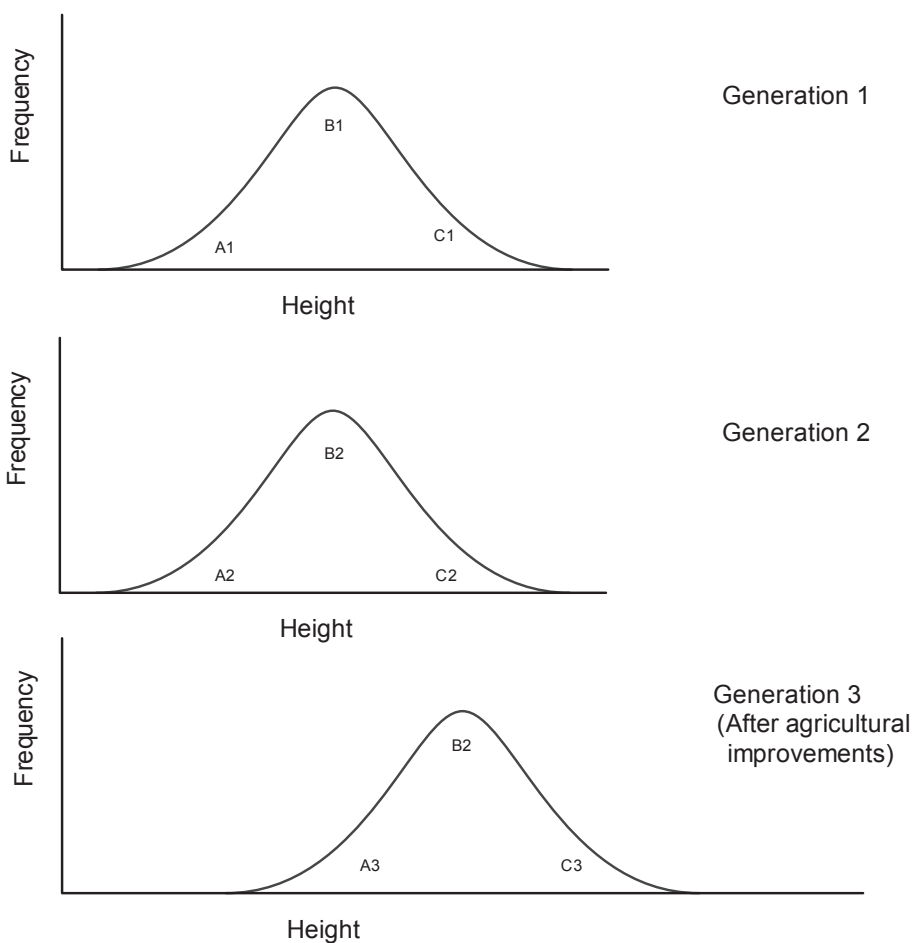 Frequency
Generation 1
B1
A1
C1
Height
Frequency
Generation 2
B2
A2
C2
Height
Frequency
Generation 3
(After agricultural
improvements)
B2
A3
C3
Height